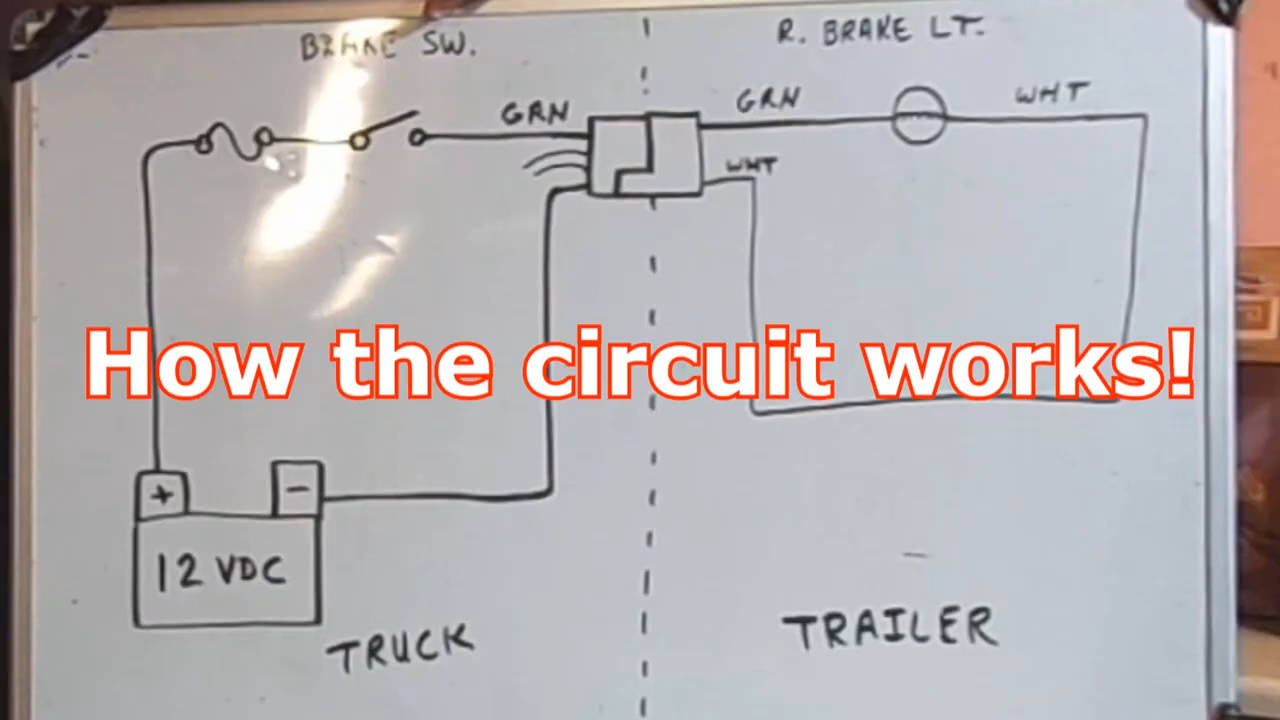 BRAKE SW.
R. BRAKE LT.
GRN
GRN
WHT
WHT
How the circuit works!
+
−
12 VDC
TRUCK
TRAILER